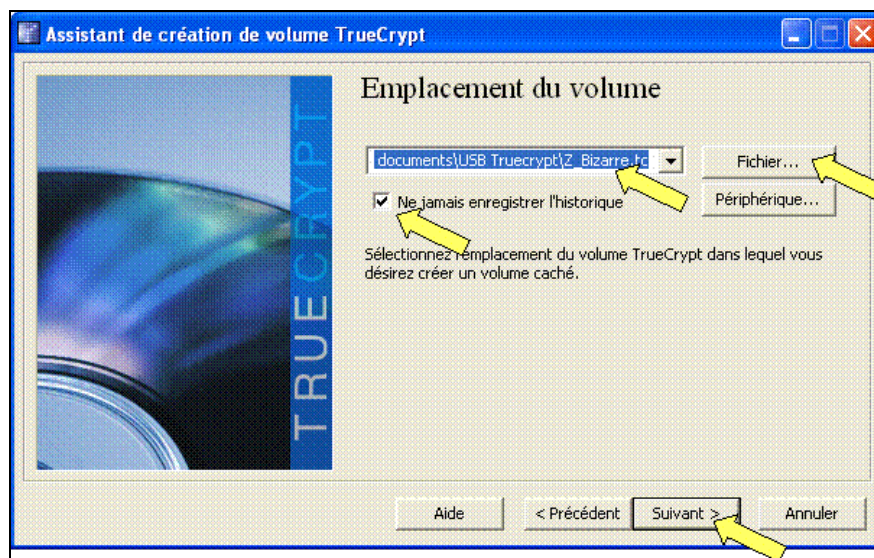 Assistant de création de volume TrueCrypt
TRUECRYPT
Emplacement du volume
documents\USB Truecrypt\Z_Bizarre.tc
Fichier...
Ne jamais enregistrer l'historique
Périphérique...
Sélectionnez l'emplacement du volume TrueCrypt dans lequel vous
désirez créer un volume caché.
Aide
< Précédent
Suivant >
Annuler